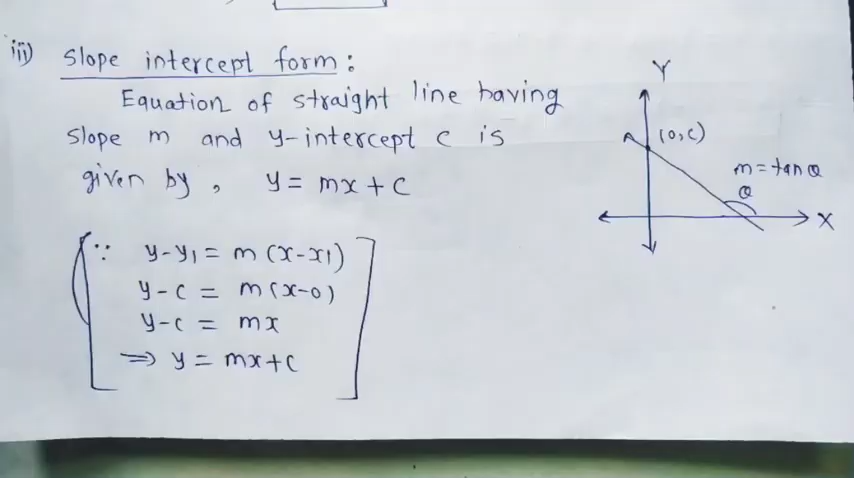 iii) Slope intercept form:
Equation of straight line having
slope m and y-intercept c is
given by, y = mx + c
∵ y-y₁ = m(x-x₁)
y-c = m(x-0)
y-c = mx
⇒ y = mx+c
Y
(0,c)
m = tan θ
θ
X